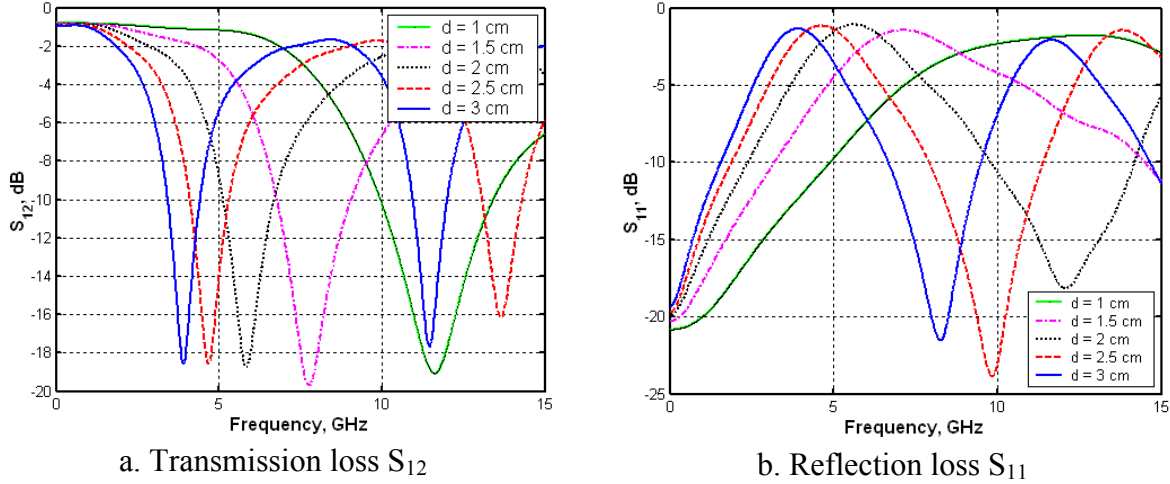 0
-2
-4
-6
-8
-10
-12
-14
-16
-18
-20
S12, dB
0
5
10
15
Frequency, GHz
d = 1 cm
d = 1.5 cm
d = 2 cm
d = 2.5 cm
d = 3 cm
a. Transmission loss S12
0
-5
-10
-15
-20
-25
S11, dB
0
5
10
15
Frequency, GHz
d = 1 cm
d = 1.5 cm
d = 2 cm
d = 2.5 cm
d = 3 cm
b. Reflection loss S11